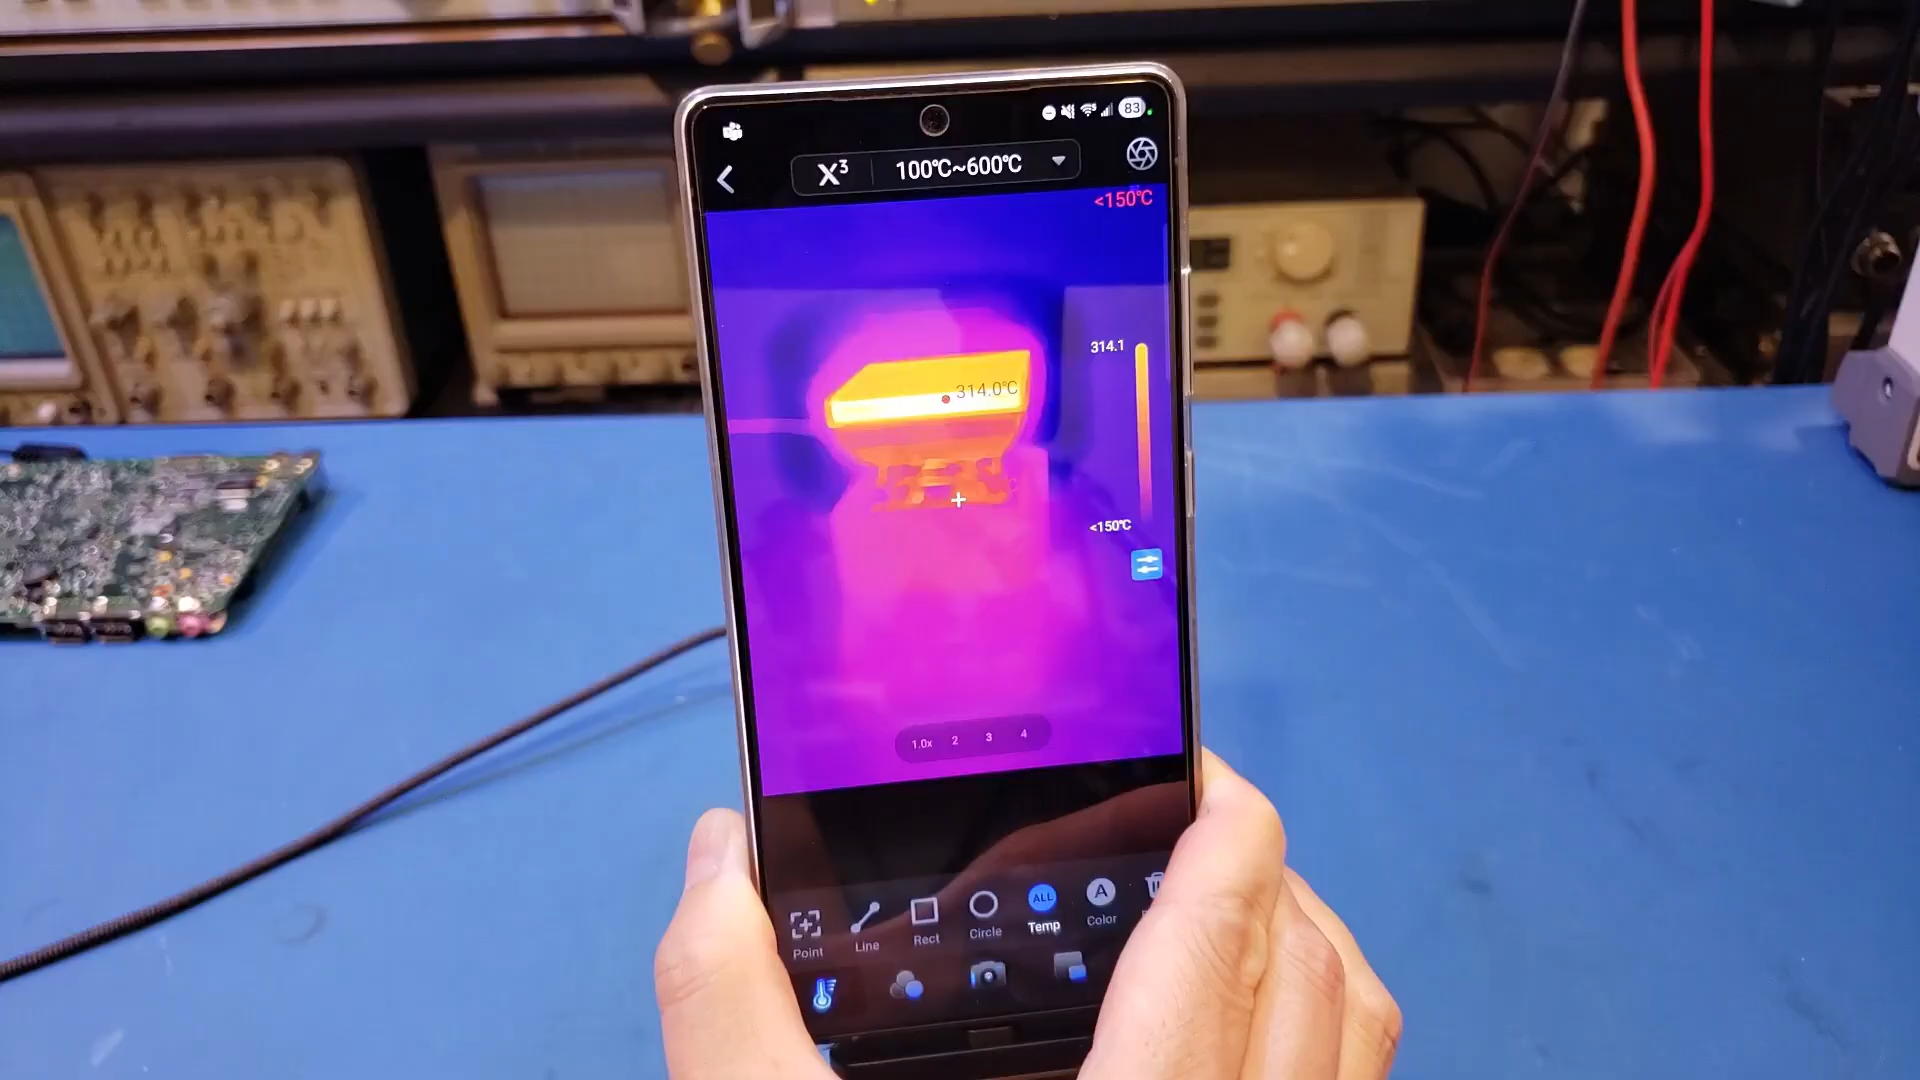 83
X³ 100℃~600℃
<150℃
314.1
314.0℃
<150℃
1.0x 2 3 4
Point Line Rect Circle ALL Temp A Color